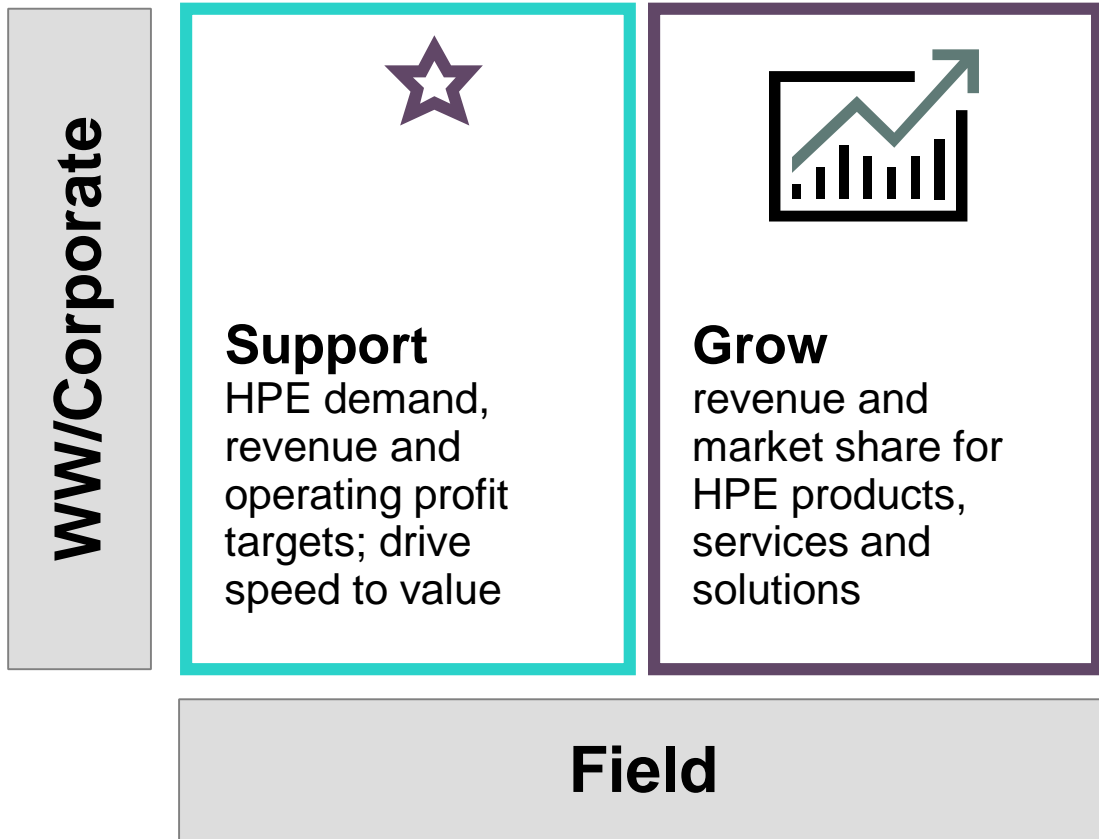 WW/Corporate
Support
HPE demand,
revenue and
operating profit
targets; drive
speed to value
Grow
revenue and
market share for
HPE products,
services and
solutions
Field